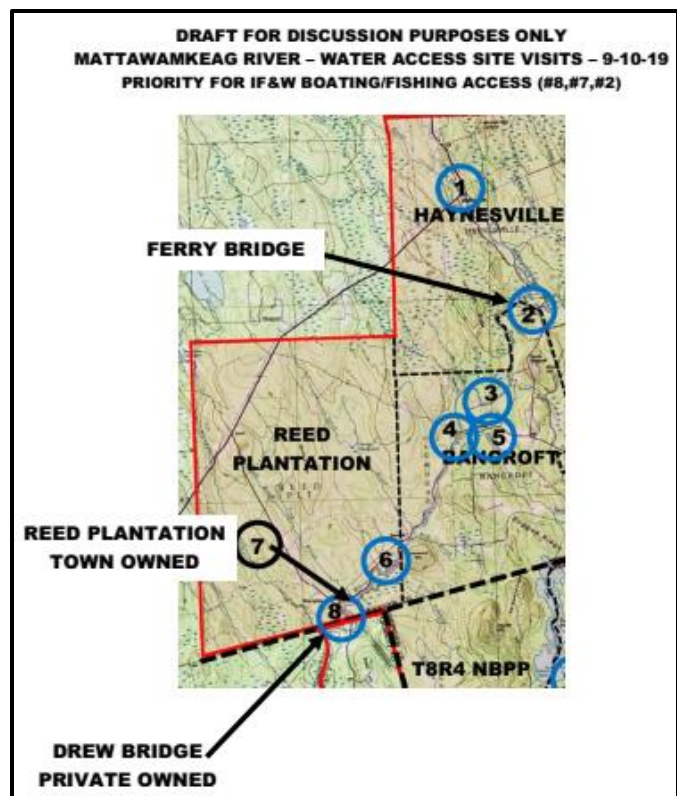 DRAFT FOR DISCUSSION PURPOSES ONLY
MATTAWAMKEAG RIVER – WATER ACCESS SITE VISITS – 9-10-19
PRIORITY FOR IF&W BOATING/FISHING ACCESS (#8,#7,#2)
1
HAYNESVILLE
HAYNESVILLE
FERRY BRIDGE
2
3
4
5
BANCROFT
BANCROFT
REED
PLANTATION
REED PLANTATION
TOWN OWNED
7
6
8
T8R4 NBPP
DREW BRIDGE
PRIVATE OWNED